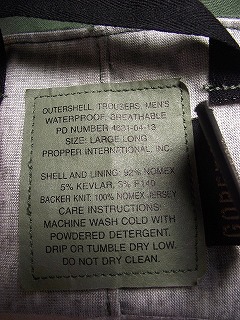 OUTERSHELL, TROUSERS, MEN'S
WATERPROOF, BREATHABLE
PD NUMBER 4631-04-13
SIZE: LARGE LONG
PROPPER INTERNATIONAL, INC.
SHELL AND LINING: 92% NOMEX
5% KEVLAR, 3% P140
BACKER KNIT: 100% NOMEX JERSEY
CARE INSTRUCTIONS:
MACHINE WASH COLD WITH
POWDERED DETERGENT.
DRIP OR TUMBLE DRY LOW.
DO NOT DRY CLEAN.